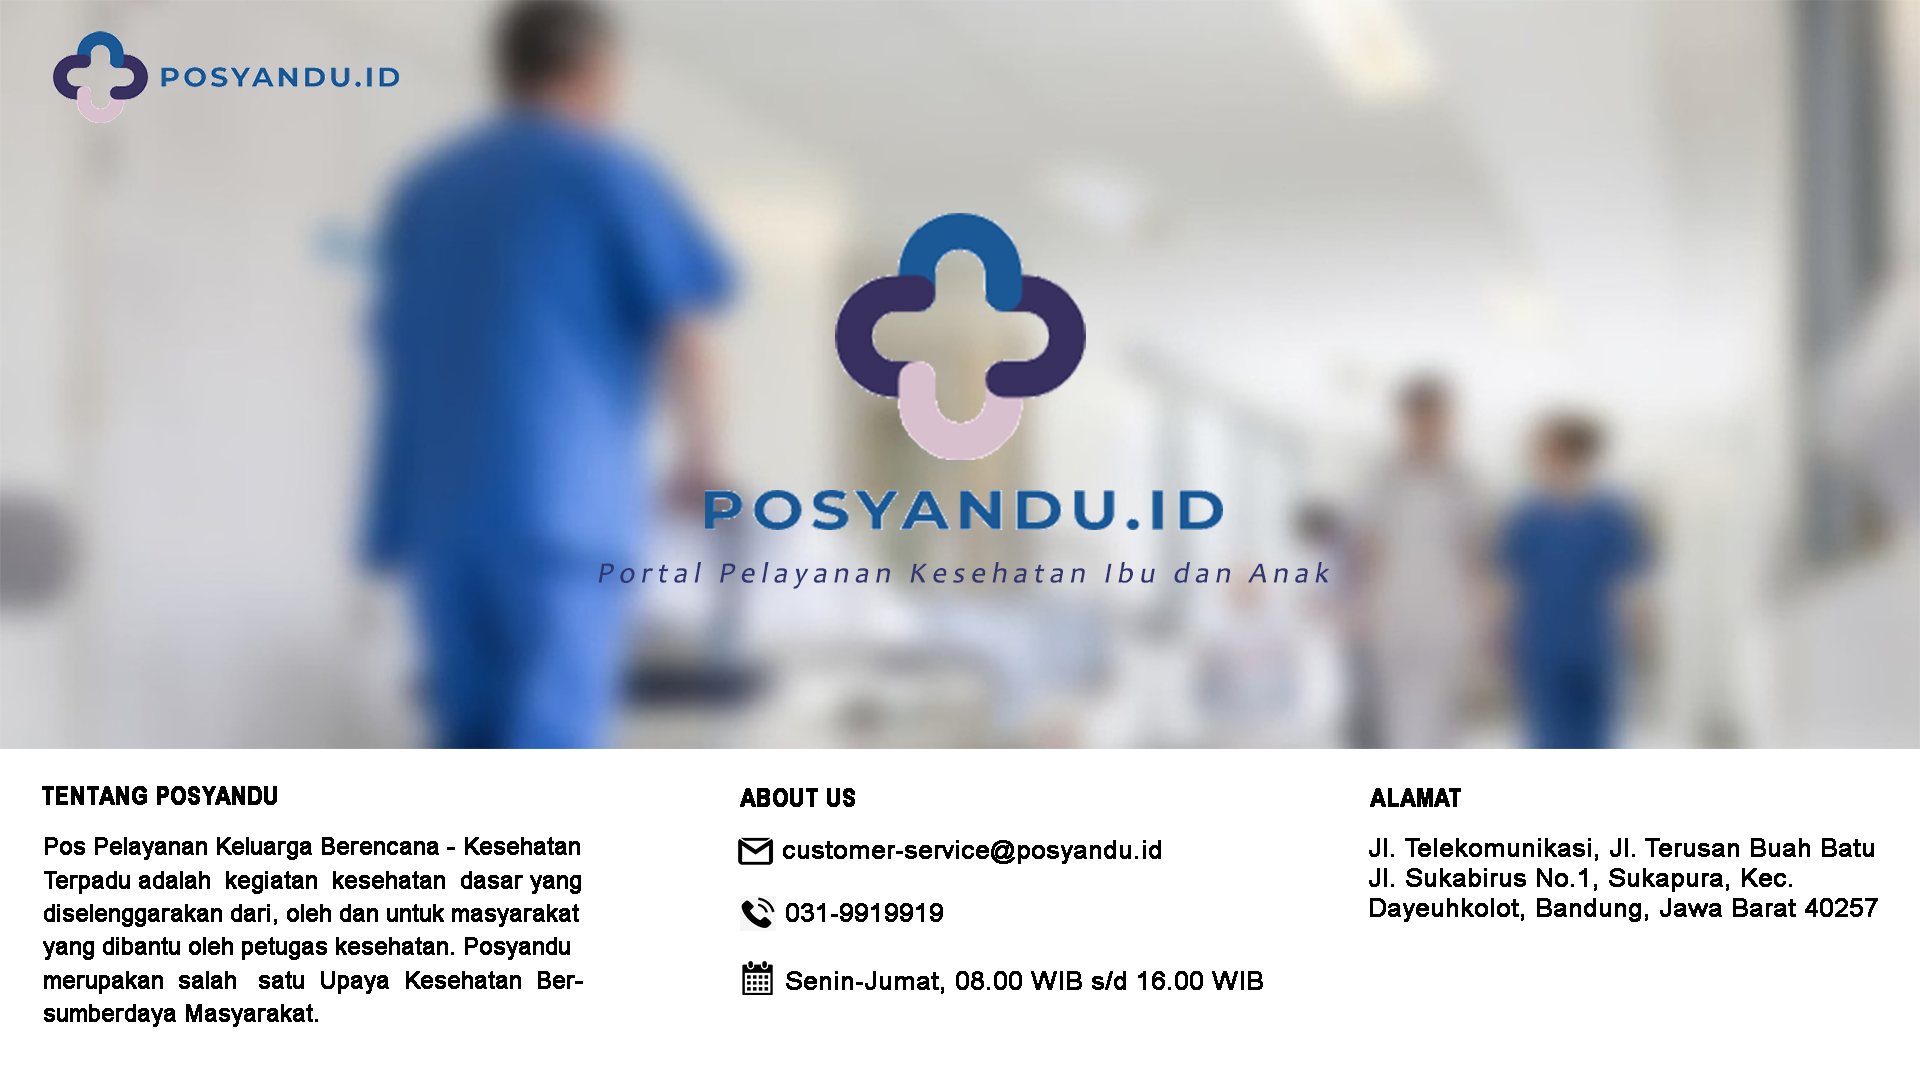 POSYANDU.ID
POSYANDU.ID
Portal Pelayanan Kesehatan Ibu dan Anak
TENTANG POSYANDU
Pos Pelayanan Keluarga Berencana - Kesehatan
Terpadu adalah kegiatan kesehatan dasar yang
diselenggarakan dari, oleh dan untuk masyarakat
yang dibantu oleh petugas kesehatan. Posyandu
merupakan salah satu Upaya Kesehatan Ber-
sumberdaya Masyarakat.
ABOUT US
customer-service@posyandu.id
031-9919919
Senin-Jumat, 08.00 WIB s/d 16.00 WIB
ALAMAT
Jl. Telekomunikasi, Jl. Terusan Buah Batu
Jl. Sukabirus No.1, Sukapura, Kec.
Dayeuhkolot, Bandung, Jawa Barat 40257